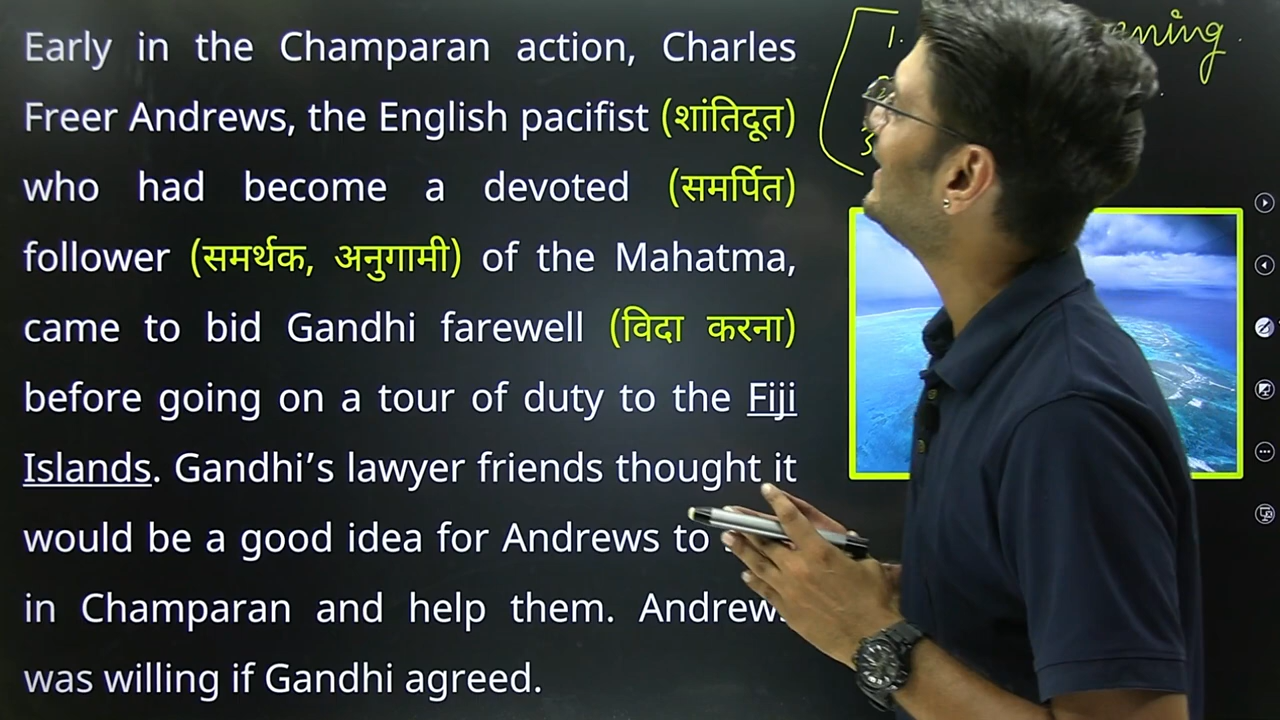 Early in the Champaran action, Charles
Freer Andrews, the English pacifist (शांतिदूत)
who had become a devoted (समर्पित)
follower (समर्थक, अनुगामी) of the Mahatma,
came to bid Gandhi farewell (विदा करना)
before going on a tour of duty to the Fiji
Islands. Gandhi’s lawyer friends thought it
would be a good idea for Andrews to
in Champaran and help them. Andrews
was willing if Gandhi agreed.
1.
3